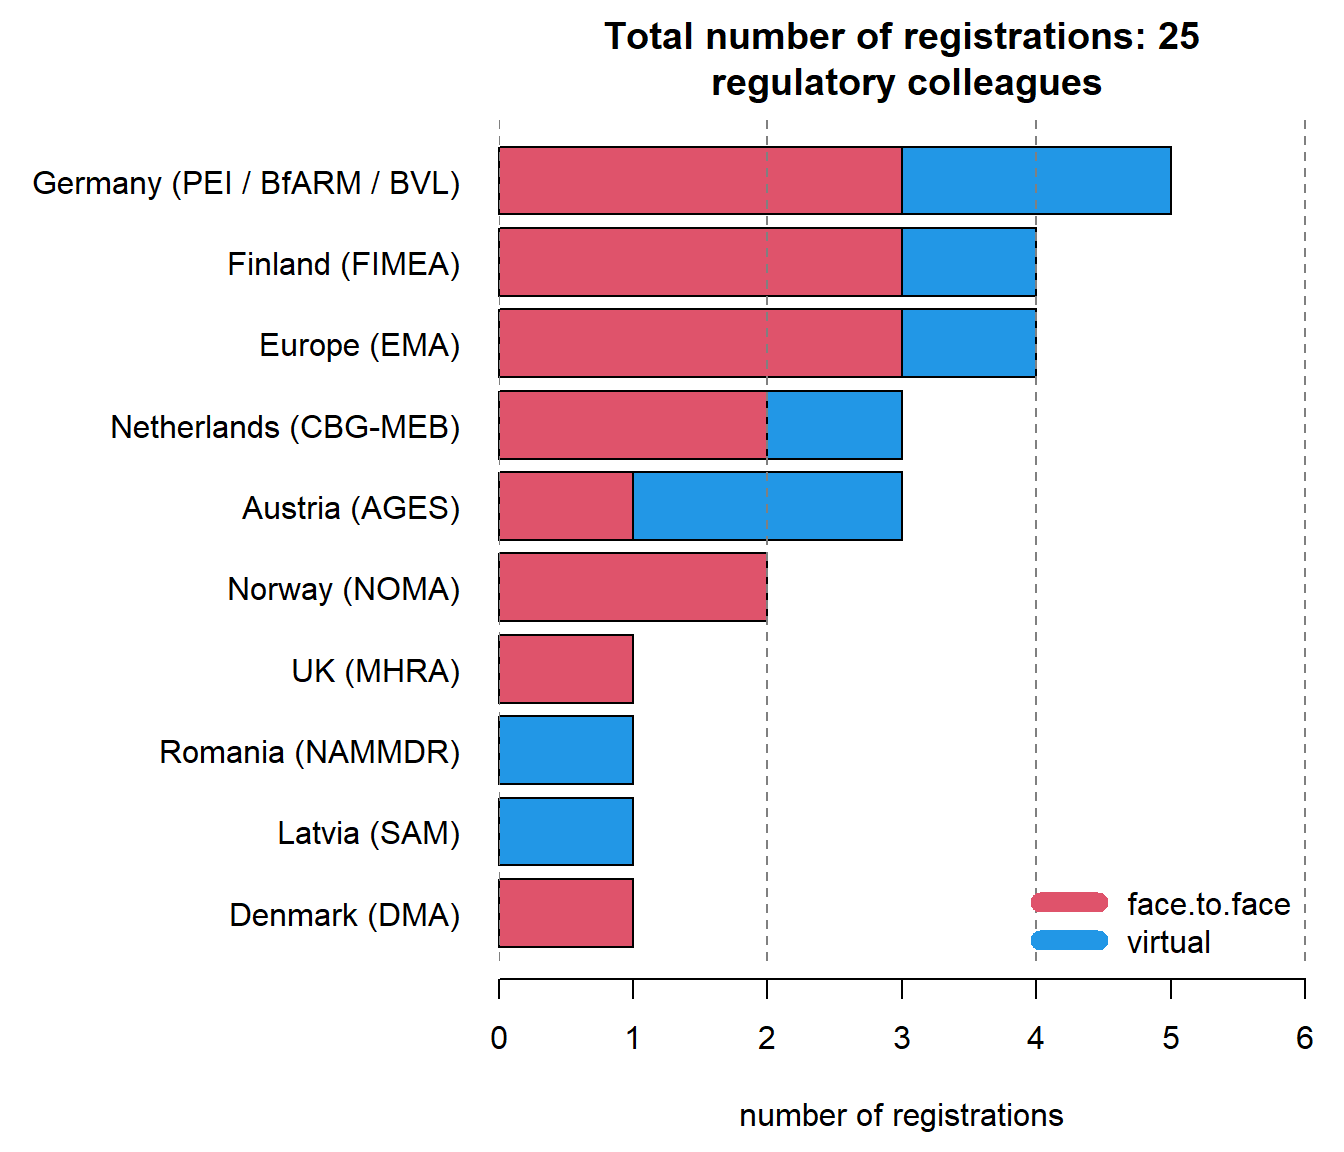 Total number of registrations: 25
regulatory colleagues
Germany (PEI / BfARM / BVL)
Finland (FIMEA)
Europe (EMA)
Netherlands (CBG-MEB)
Austria (AGES)
Norway (NOMA)
UK (MHRA)
Romania (NAMMDR)
Latvia (SAM)
Denmark (DMA)
face.to.face
virtual
0 1 2 3 4 5 6
number of registrations